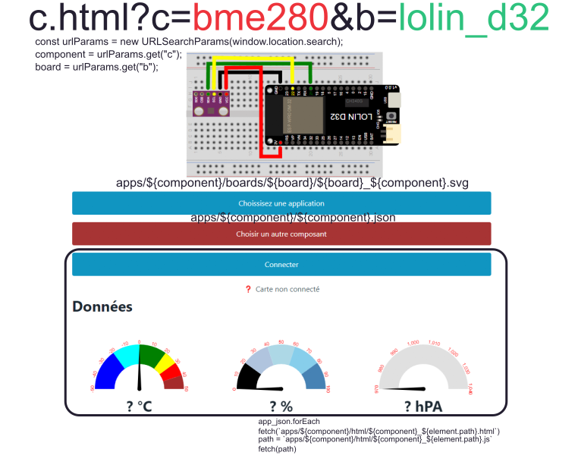 c.html?c=bme280&b=lolin_d32
const urlParams = new URLSearchParams(window.location.search);
component = urlParams.get("c");
board = urlParams.get("b");
LOLIN D32
apps/${component}/boards/${board}/${board}_${component}.svg
Choississez une application
apps/${component}/${component}.json
Choisir un autre composant
Connecter
❓ Carte non connecté
Données
? °C
? %
? hPA
app_json.forEach
fetch(`apps/${component}/html/${component}_${element.path}.html`)
path = `apps/${component}/html/${component}_${element.path}.js`
fetch(path)